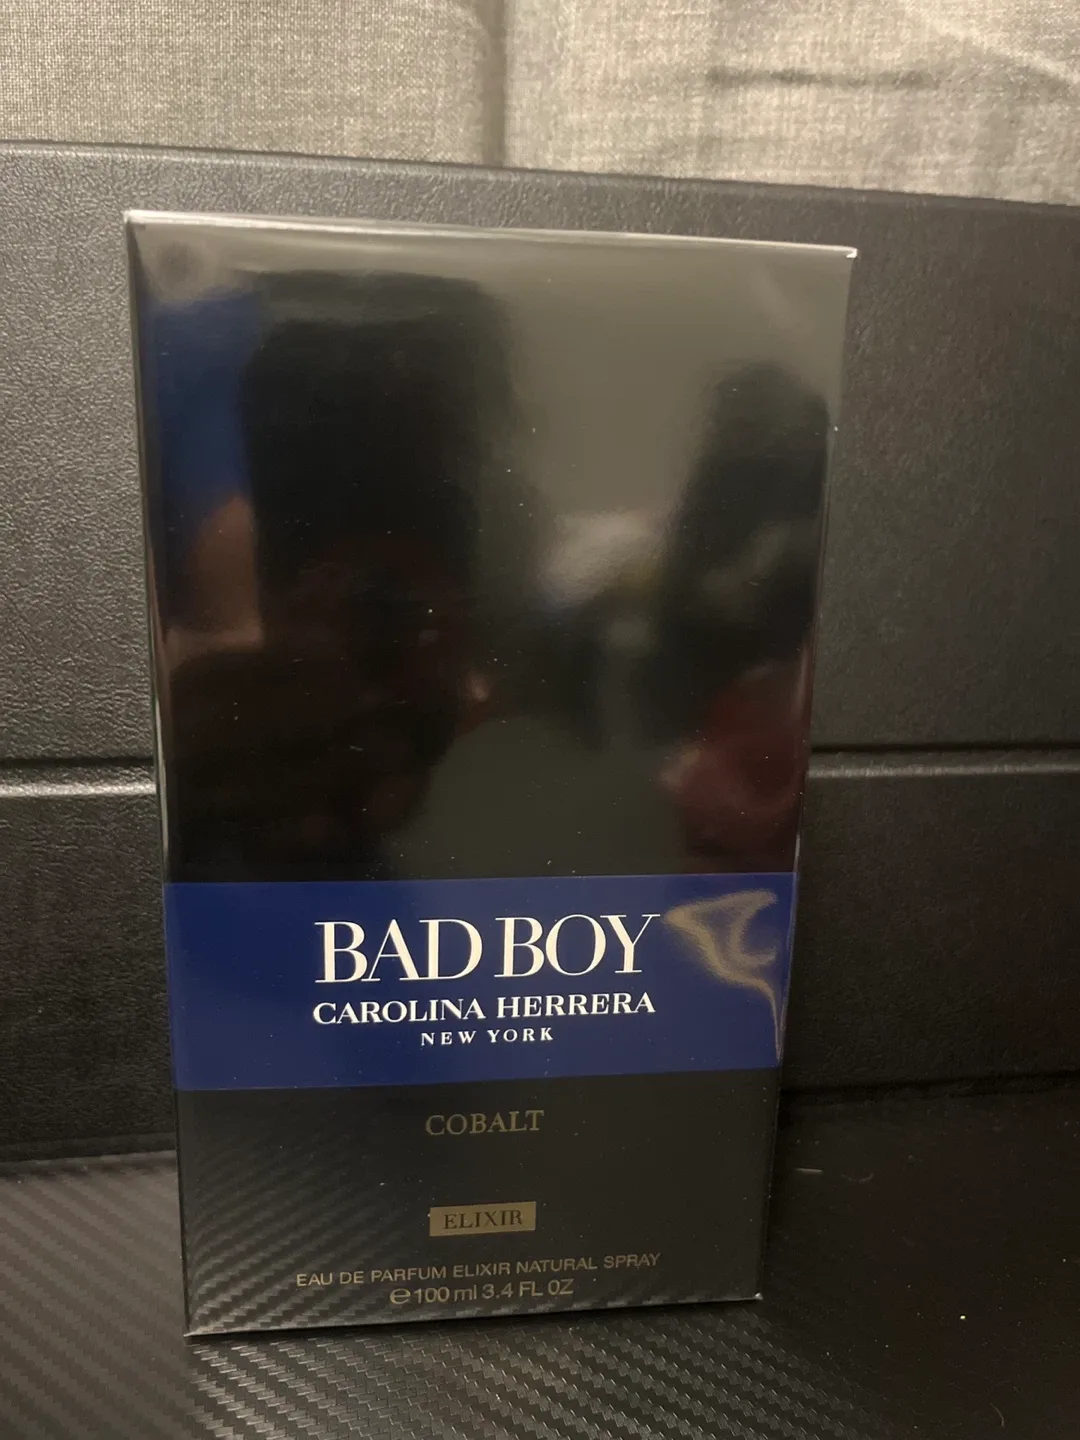 BAD BOY
CAROLINA HERRERA
NEW YORK
COBALT
ELIXIR
EAU DE PARFUM ELIXIR NATURAL SPRAY
℮100 ml 3.4 FL OZ